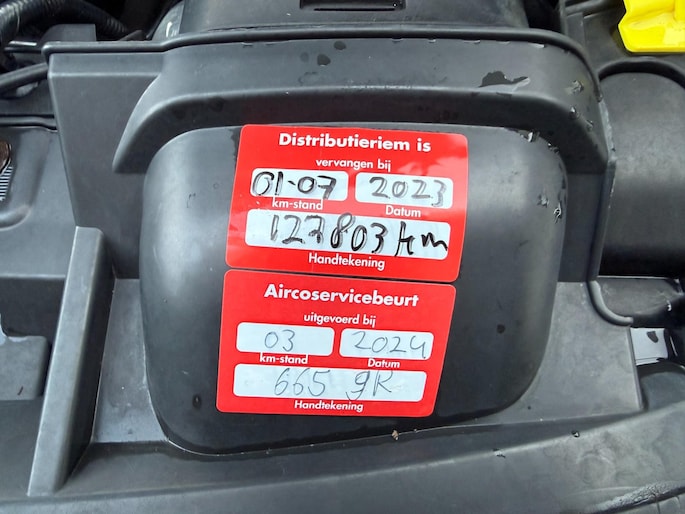 Distributieriem is
vervangen bij
01-07 2023
km-stand Datum
127803 km
Handtekening
Aircoservicebeurt
uitgevoerd bij
03 2024
km-stand Datum
665 gR
Handtekening